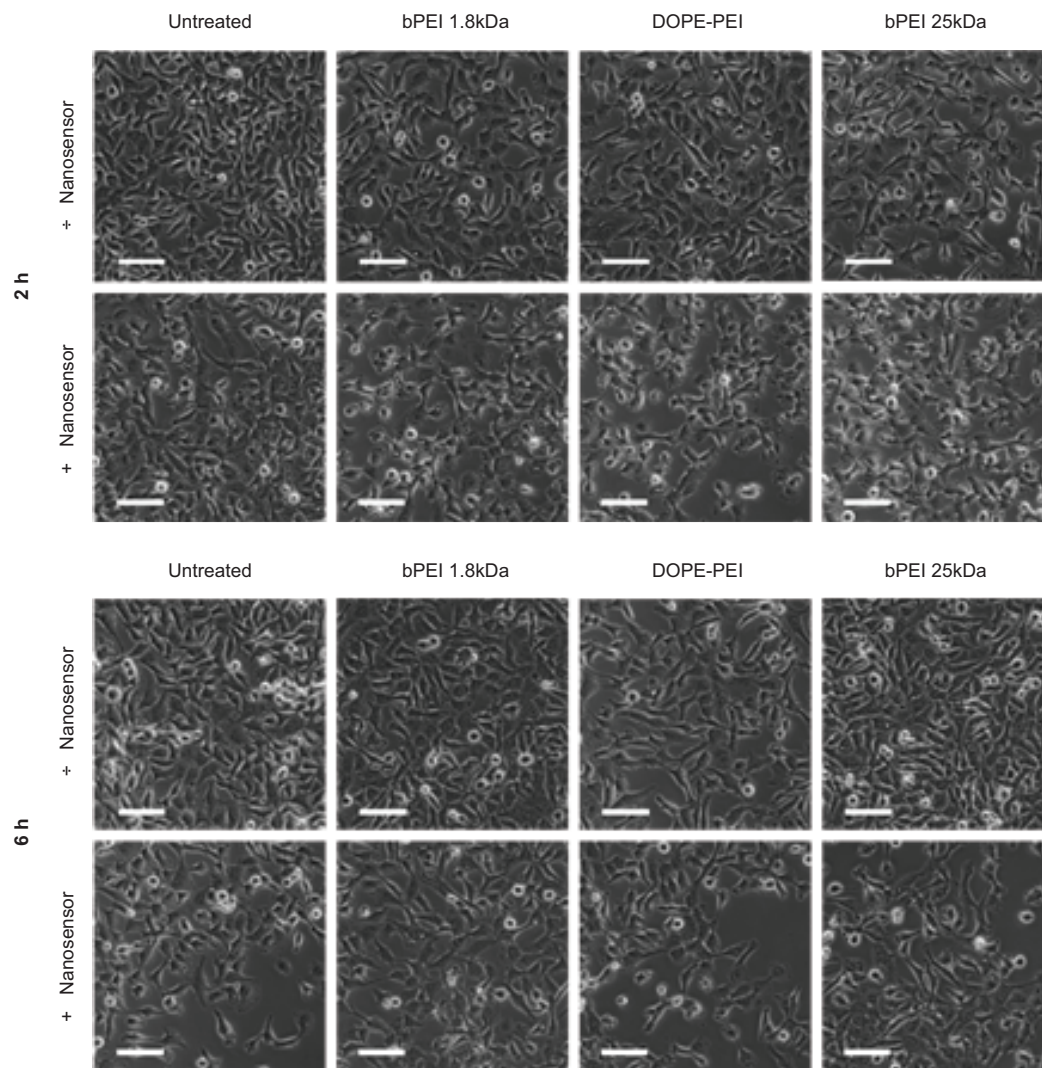 Untreated bPEI 1.8kDa DOPE-PEI bPEI 25kDa
2 h
÷ Nanosensor
+ Nanosensor
Untreated bPEI 1.8kDa DOPE-PEI bPEI 25kDa
6 h
÷ Nanosensor
+ Nanosensor